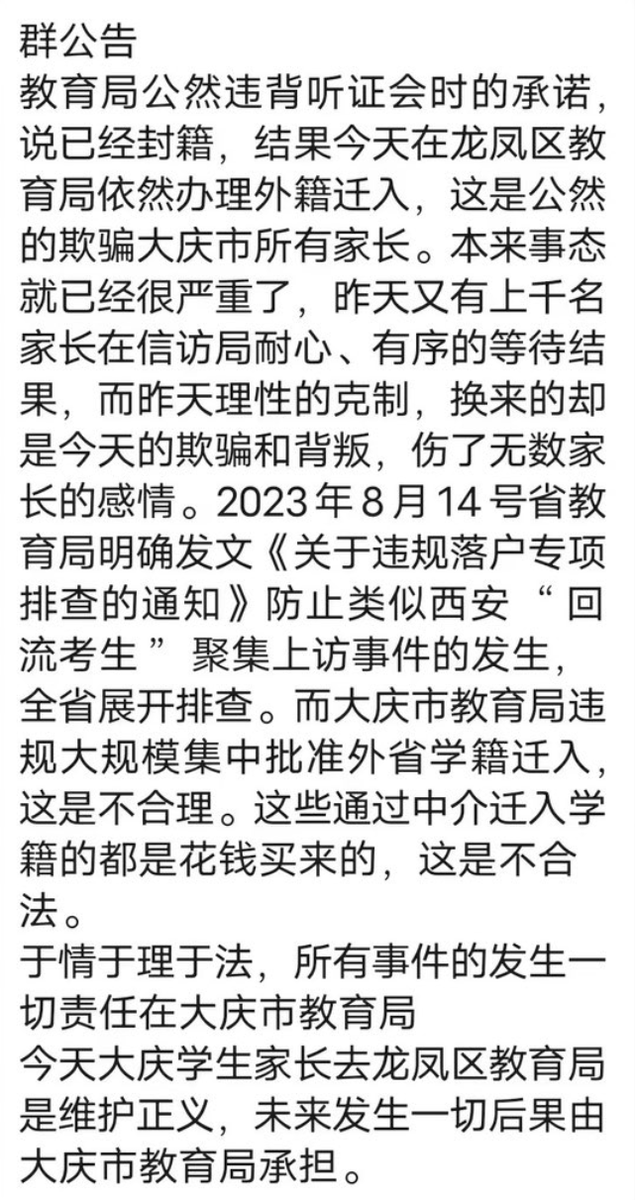 群公告
教育局公然违背听证会时的承诺，
说已经封籍，结果今天在龙凤区教
育局依然办理外籍迁入，这是公然
的欺骗大庆市所有家长。本来事态
就已经很严重了，昨天又有上千名
家长在信访局耐心、有序的等待结
果，而昨天理性的克制，换来的却
是今天的欺骗和背叛，伤了无数家
长的感情。2023年8月14号省教
育局明确发文《关于违规落户专项
排查的通知》防止类似西安“回
流考生”聚集上访事件的发生，
全省展开排查。而大庆市教育局违
规大规模集中批准外省学籍迁入，
这是不合理。这些通过中介迁入学
籍的都是花钱买来的，这是不合
法。
于情于理于法，所有事件的发生一
切责任在大庆市教育局
今天大庆学生家长去龙凤区教育局
是维护正义，未来发生一切后果由
大庆市教育局承担。